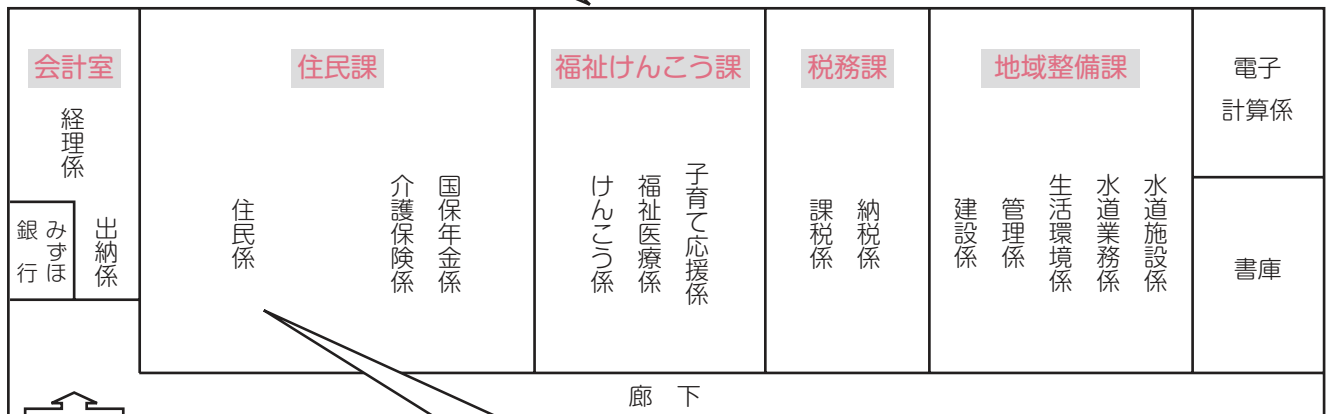 会計室
経理係
出納係
みずほ
銀行
住民課
住民係
国保年金係
介護保険係
福祉けんこう課
子育て応援係
福祉医療係
けんこう係
税務課
納税係
課税係
地域整備課
水道施設係
水道業務係
生活環境係
管理係
建設係
電子
計算係
書庫
廊下